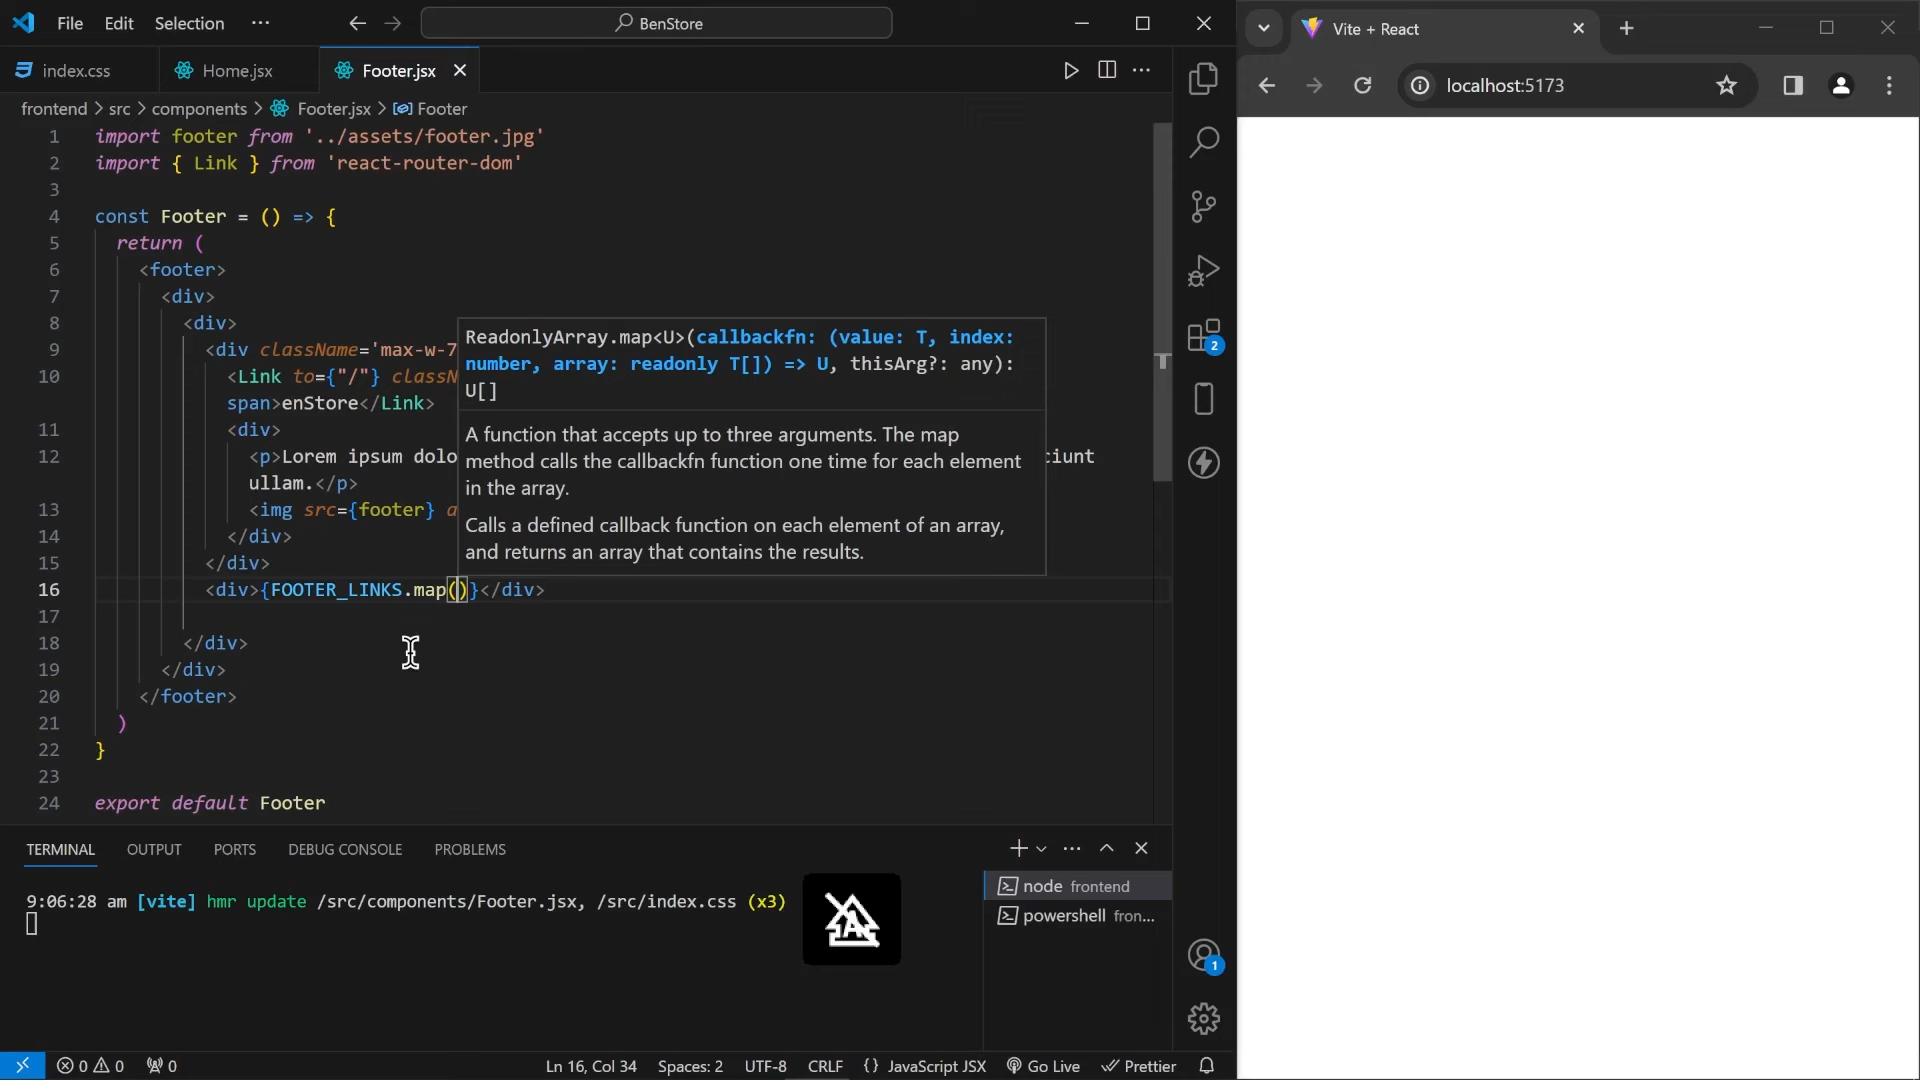 File Edit Selection ··· BenStore
index.css Home.jsx Footer.jsx
frontend > src > components > Footer.jsx > Footer
1 import footer from '../assets/footer.jpg'
2 import { Link } from 'react-router-dom'
3
4 const Footer = () => {
5 return (
6 <footer>
7 <div>
8 <div>
9 <div className='max-w-7
10 <Link to={"/"} classN
span>enStore</Link>
11 <div>
12 <p>Lorem ipsum dolo
ciunt
ullam.</p>
13 <img src={footer} a
14 </div>
15 </div>
16 <div>{FOOTER_LINKS.map()}</div>
17
18 </div>
19 </div>
20 </footer>
21 )
22 }
23
24 export default Footer
ReadonlyArray.map<U>(callbackfn: (value: T, index:
number, array: readonly T[]) => U, thisArg?: any):
U[]
A function that accepts up to three arguments. The map
method calls the callbackfn function one time for each element
in the array.
Calls a defined callback function on each element of an array,
and returns an array that contains the results.
2
TERMINAL OUTPUT PORTS DEBUG CONSOLE PROBLEMS
9:06:28 am [vite] hmr update /src/components/Footer.jsx, /src/index.css (x3)
A
node frontend
powershell fron...
1
0 0 0 Ln 16, Col 34 Spaces: 2 UTF-8 CRLF {} JavaScript JSX Go Live Prettier
Vite + React
localhost:5173